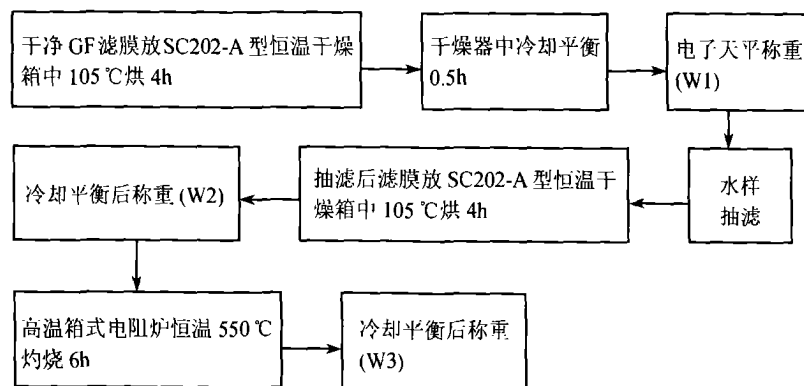 干净 GF 滤膜放 SC202-A 型恒温干燥
箱中 105℃烘 4h
干燥器中冷却平衡
0.5h
电子天平称重
(W1)
水样
抽滤
抽滤后滤膜放 SC202-A 型恒温干
燥箱中 105℃烘 4h
冷却平衡后称重 (W2)
高温箱式电阻炉恒温 550℃
灼烧 6h
冷却平衡后称重
(W3)